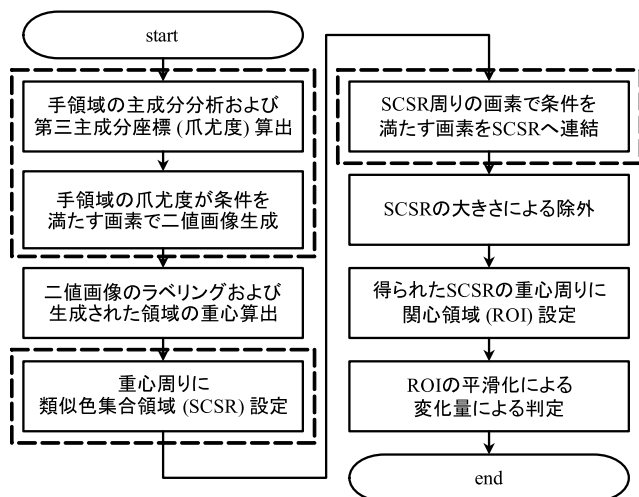 start
手領域の主成分分析および
第三主成分座標 (爪尤度) 算出
手領域の爪尤度が条件を
満たす画素で二値画像生成
二値画像のラベリングおよび
生成された領域の重心算出
重心周りに
類似色集合領域 (SCSR) 設定
SCSR周りの画素で条件を
満たす画素をSCSRへ連結
SCSRの大きさによる除外
得られたSCSRの重心周りに
関心領域 (ROI) 設定
ROIの平滑化による
変化量による判定
end